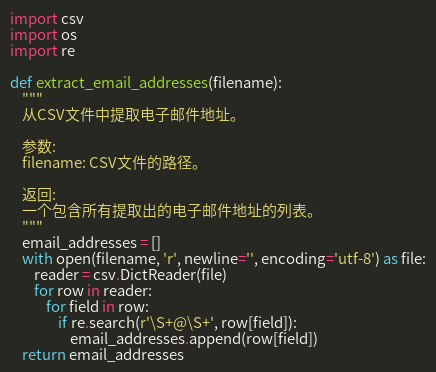 import csv
import os
import re

def extract_email_addresses(filename):
    """
    从CSV文件中提取电子邮件地址。

    参数:
    filename: CSV文件的路径。

    返回:
    一个包含所有提取出的电子邮件地址的列表。
    """
    email_addresses = []
    with open(filename, 'r', newline='', encoding='utf-8') as file:
        reader = csv.DictReader(file)
        for row in reader:
            for field in row:
                if re.search(r'\S+@\S+', row[field]):
                    email_addresses.append(row[field])
    return email_addresses